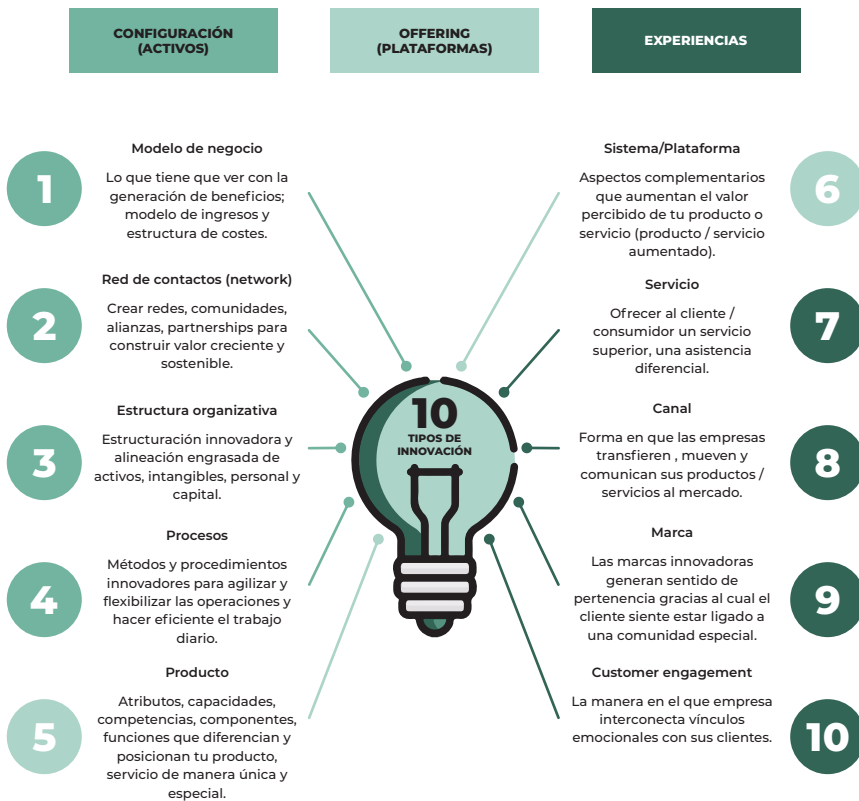 CONFIGURACIÓN
(ACTIVOS)
OFFERING
(PLATAFORMAS)
EXPERIENCIAS
1
Modelo de negocio
Lo que tiene que ver con la
generación de beneficios;
modelo de ingresos y
estructura de costes.
2
Red de contactos (network)
Crear redes, comunidades,
alianzas, partnerships para
construir valor creciente y
sostenible.
3
Estructura organizativa
Estructuración innovadora y
alineación engrasada de
activos, intangibles, personal y
capital.
4
Procesos
Métodos y procedimientos
innovadores para agilizar y
flexibilizar las operaciones y
hacer eficiente el trabajo
diario.
5
Producto
Atributos, capacidades,
competencias, componentes,
funciones que diferencian y
posicionan tu producto,
servicio de manera única y
especial.
10
TIPOS DE
INNOVACIÓN
Sistema/Plataforma
Aspectos complementarios
que aumentan el valor
percibido de tu producto o
servicio (producto / servicio
aumentado).
6
Servicio
Ofrecer al cliente /
consumidor un servicio
superior, una asistencia
diferencial.
7
Canal
Forma en que las empresas
transfieren , mueven y
comunican sus productos /
servicios al mercado.
8
Marca
Las marcas innovadoras
generan sentido de
pertenencia gracias al cual el
cliente siente estar ligado a
una comunidad especial.
9
Customer engagement
La manera en el que empresa
interconecta vínculos
emocionales con sus clientes.
10